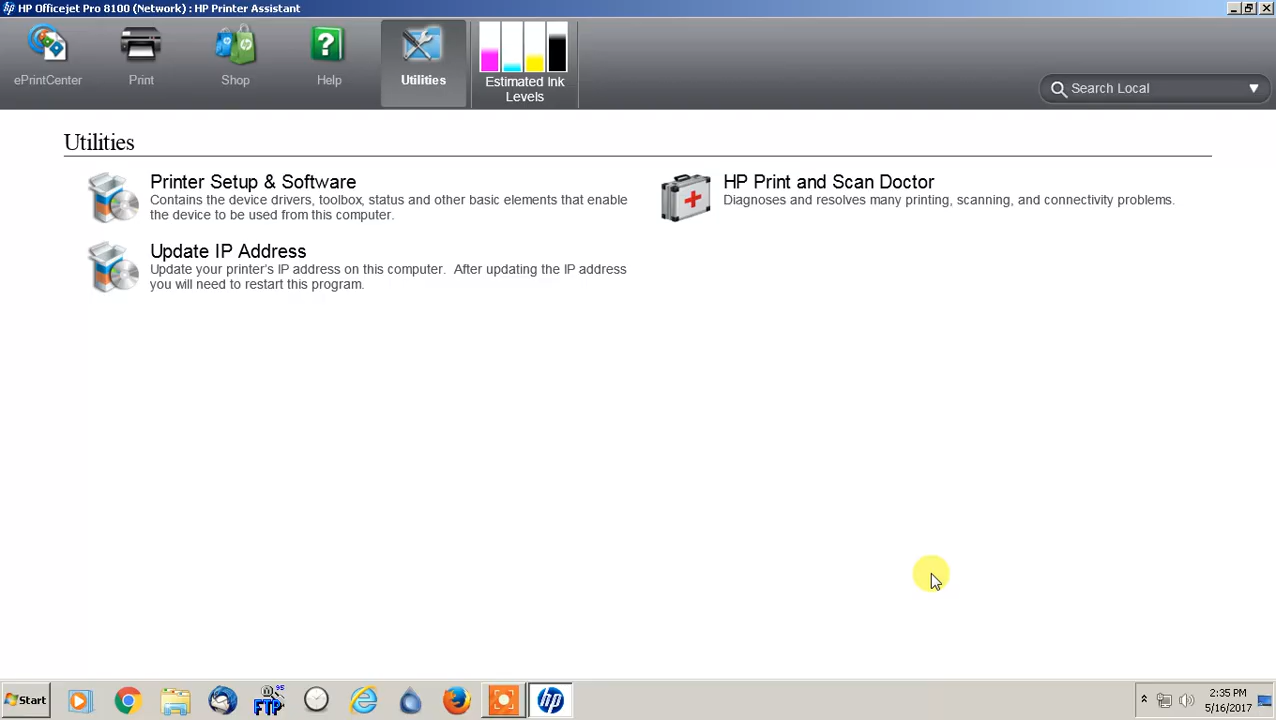 HP Officejet Pro 8100 (Network) : HP Printer Assistant
ePrintCenter
Print
Shop
Help
Utilities
Estimated Ink
Levels
Search Local
Utilities
Printer Setup & Software
Contains the device drivers, toolbox, status and other basic elements that enable
the device to be used from this computer.
HP Print and Scan Doctor
Diagnoses and resolves many printing, scanning, and connectivity problems.
Update IP Address
Update your printer's IP address on this computer.  After updating the IP address
you will need to restart this program.
Start
95
FTP
hp
2:35 PM
5/16/2017